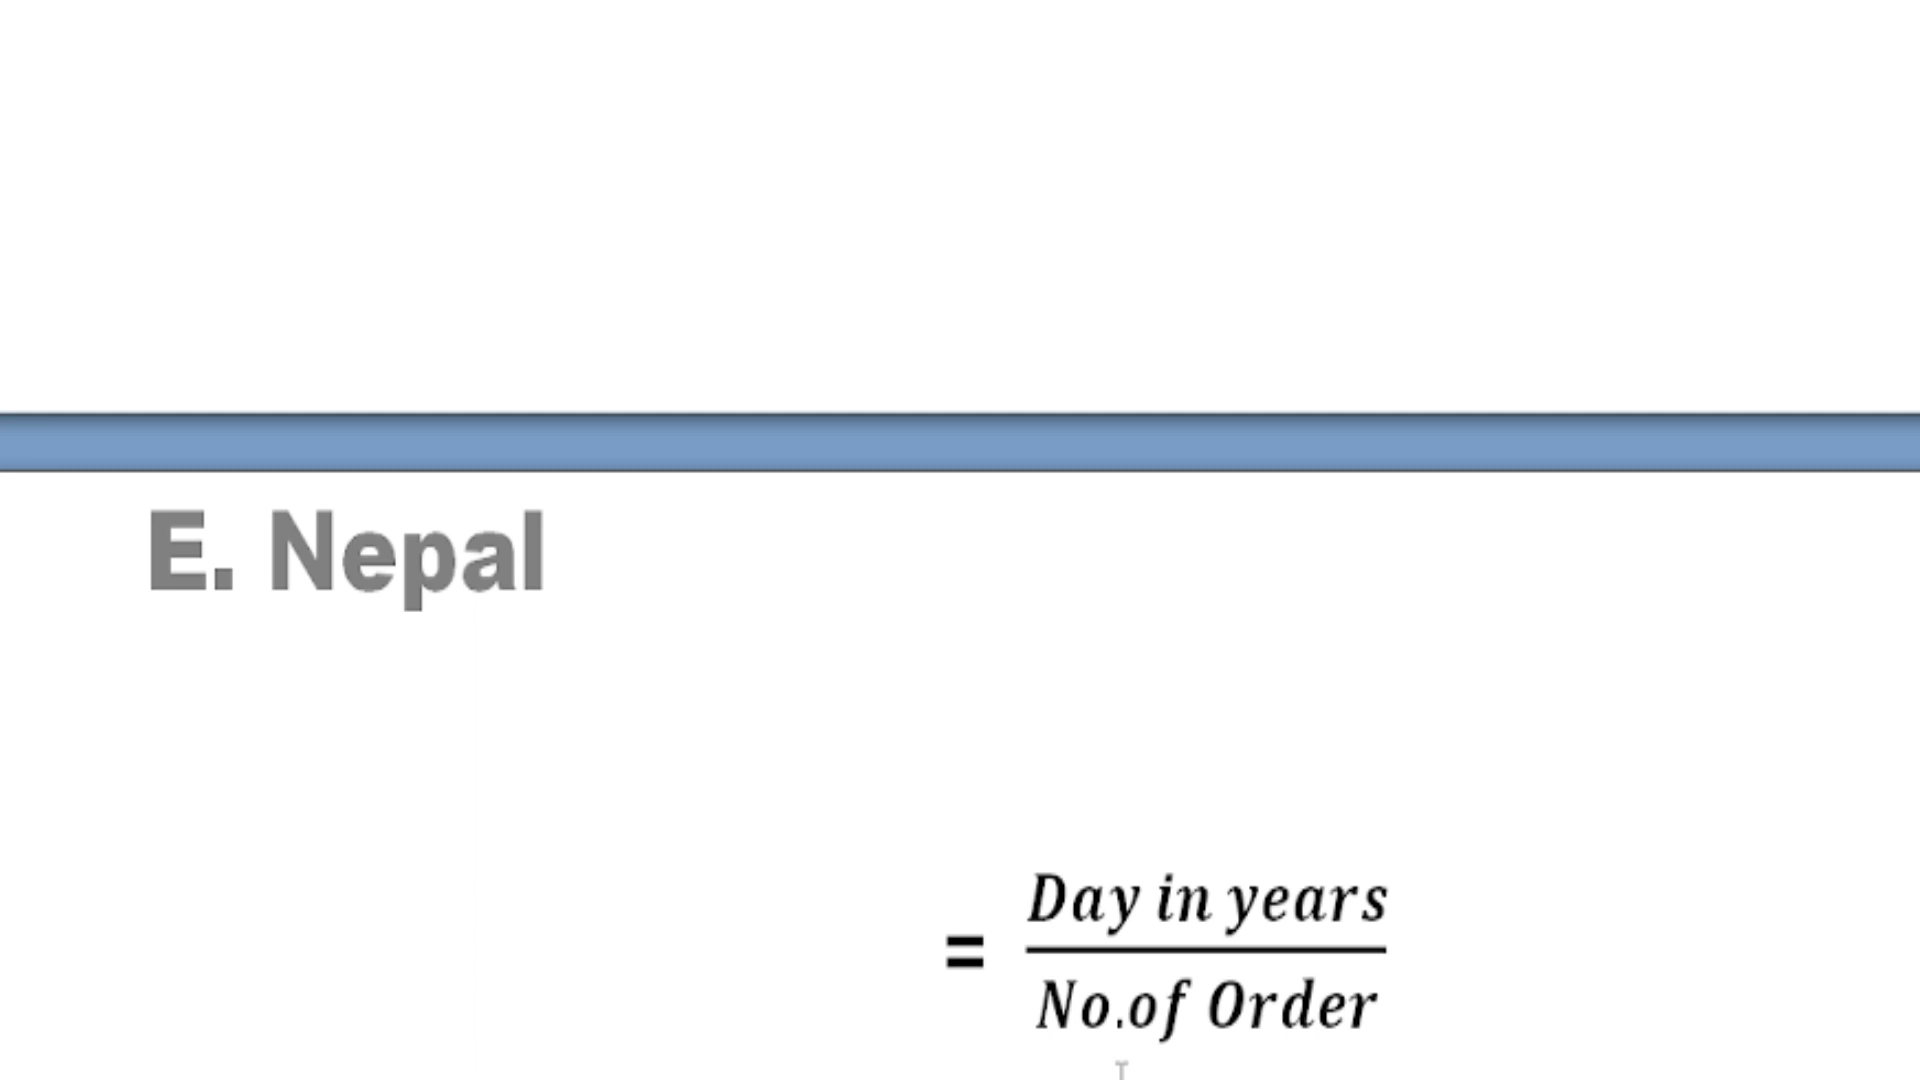 E. Nepal
= Day in years
No.of Order